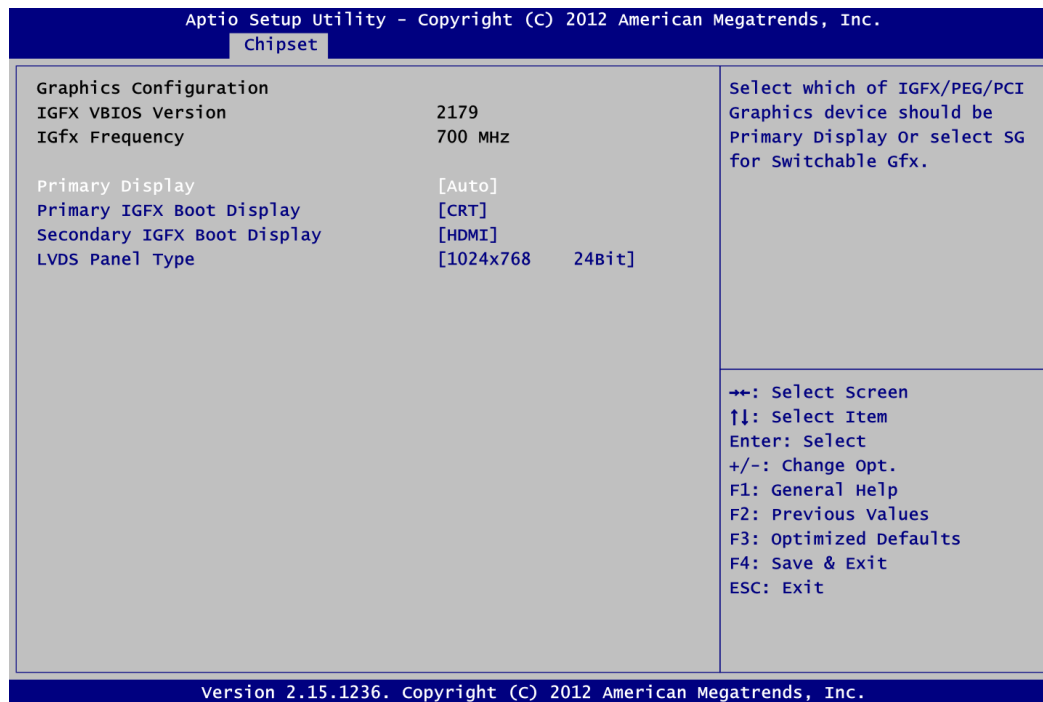 Aptio Setup Utility - Copyright (C) 2012 American Megatrends, Inc.
Chipset
Graphics Configuration
IGFX VBIOS Version 2179
IGfx Frequency 700 MHz
Primary Display [Auto]
Primary IGFX Boot Display [CRT]
Secondary IGFX Boot Display [HDMI]
LVDS Panel Type [1024x768 24Bit]
Select which of IGFX/PEG/PCI
Graphics device should be
Primary Display Or select SG
for Switchable Gfx.
→←: Select Screen
↑↓: Select Item
Enter: Select
+/-: Change Opt.
F1: General Help
F2: Previous Values
F3: Optimized Defaults
F4: Save & Exit
ESC: Exit
Version 2.15.1236. Copyright (C) 2012 American Megatrends, Inc.